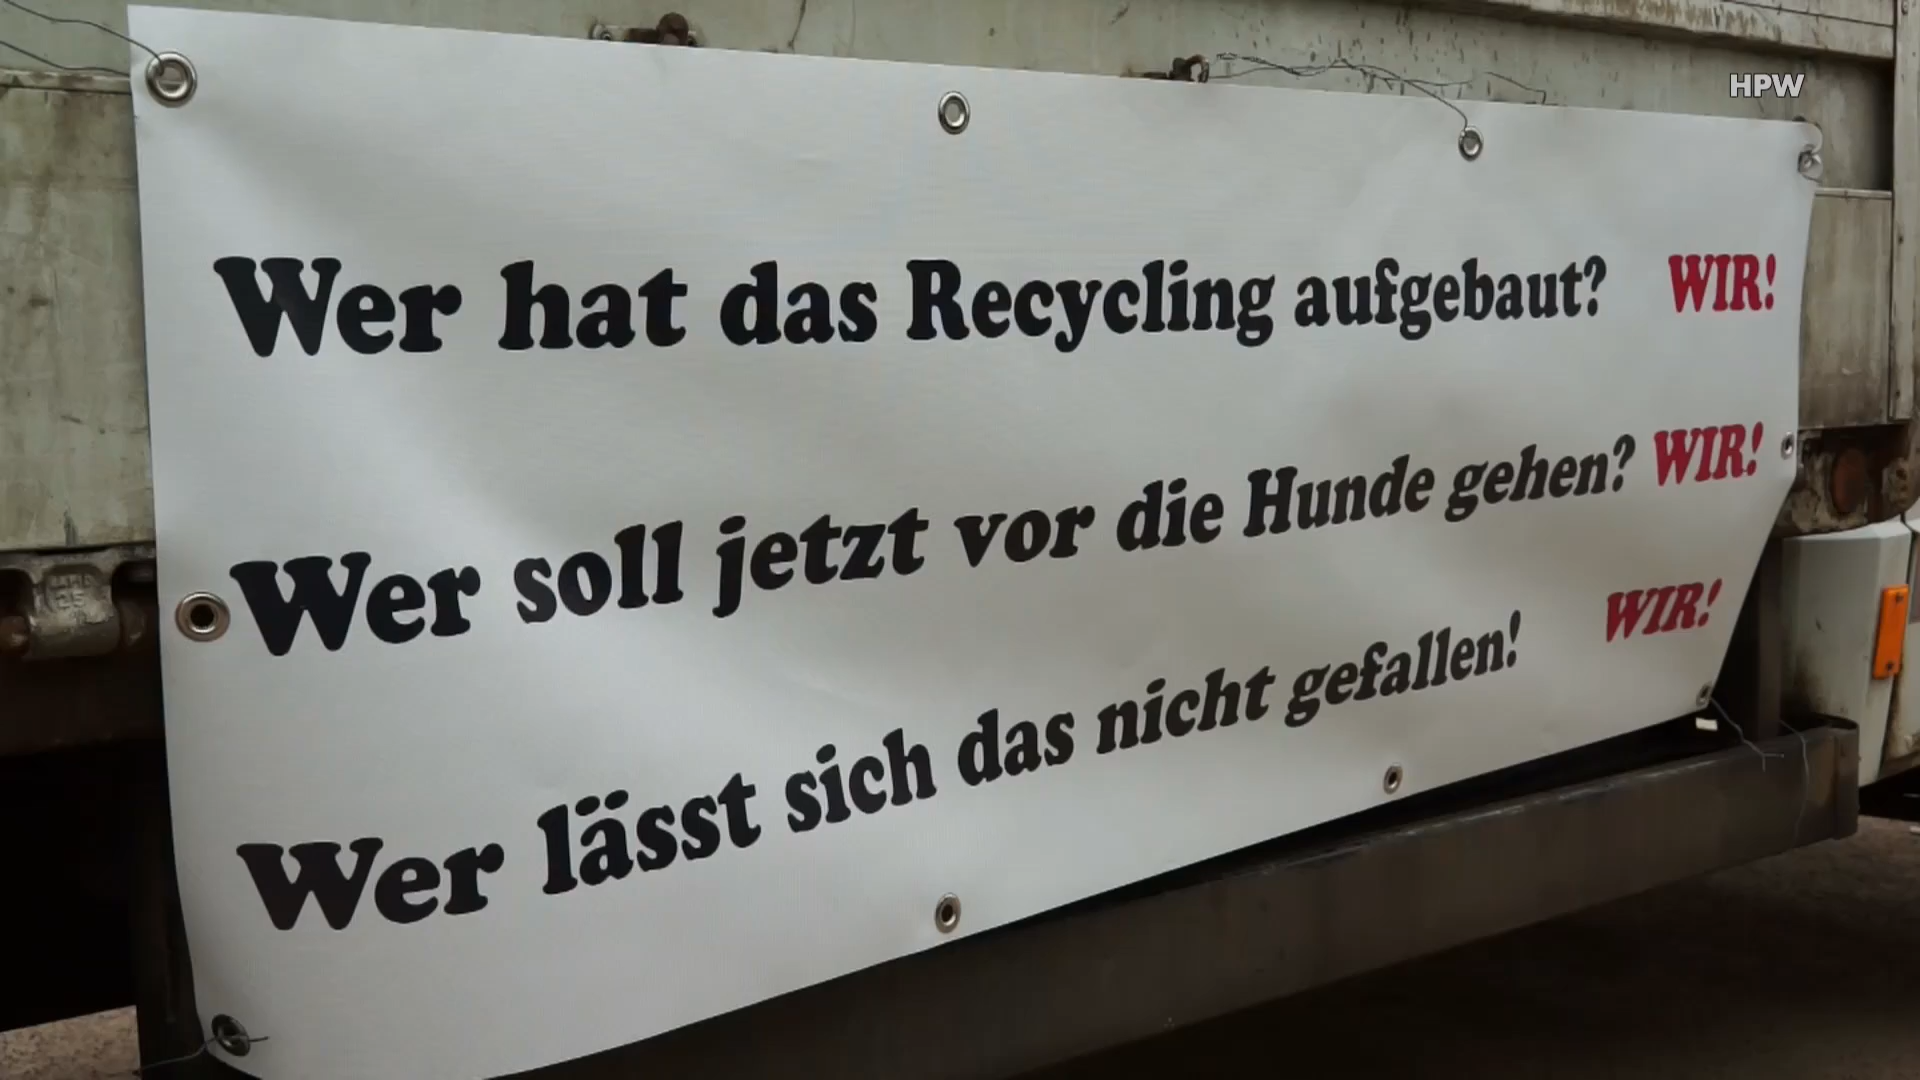 HPW
Wer hat das Recycling aufgebaut? WIR!
Wer soll jetzt vor die Hunde gehen? WIR!
Wer lässt sich das nicht gefallen! WIR!